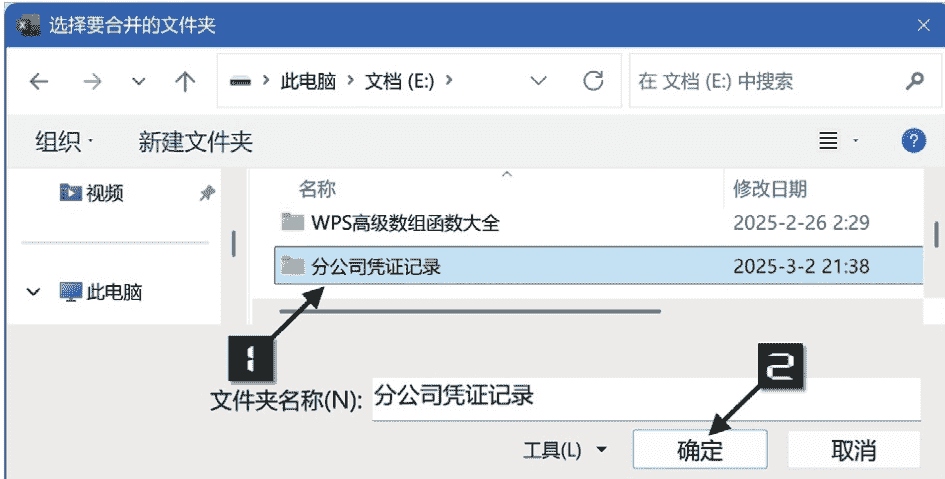 选择要合并的文件夹
此电脑 文档 (E:) 在 文档 (E:) 中搜索
组织 新建文件夹 ?
视频 名称 修改日期
WPS高级数组函数大全 2025-2-26 2:29
分公司凭证记录 2025-3-2 21:38
此电脑
1
2
文件夹名称(N): 分公司凭证记录
工具(L) 确定 取消